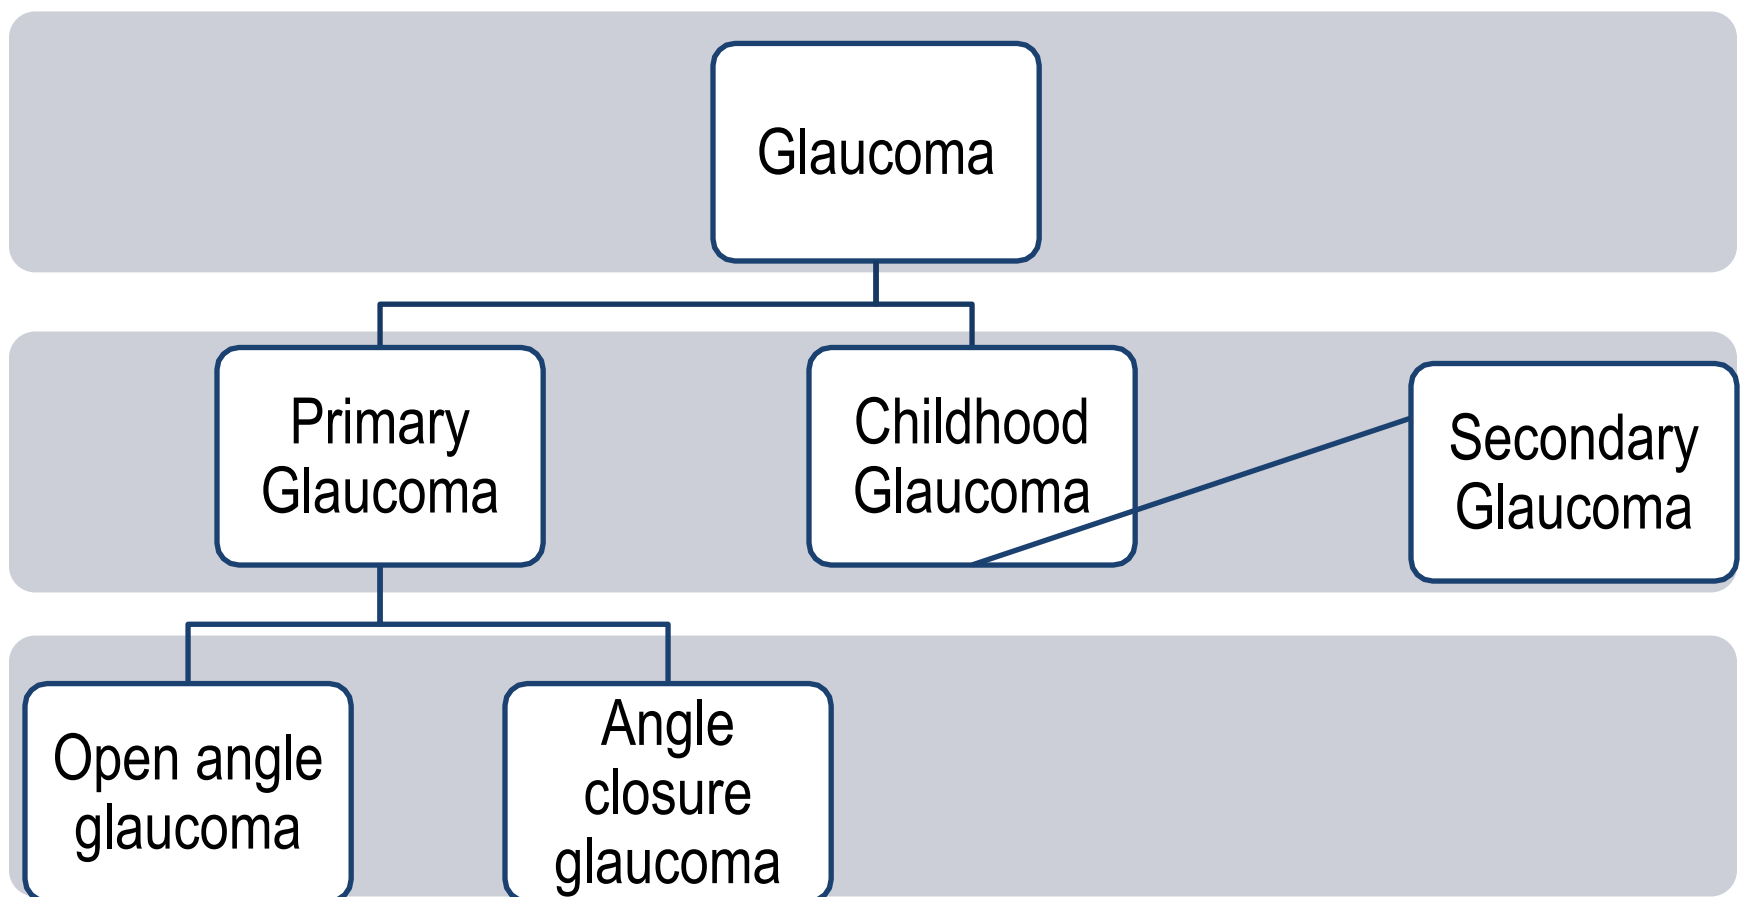 Glaucoma
Primary
Glaucoma
Childhood
Glaucoma
Secondary
Glaucoma
Open angle
glaucoma
Angle
closure
glaucoma